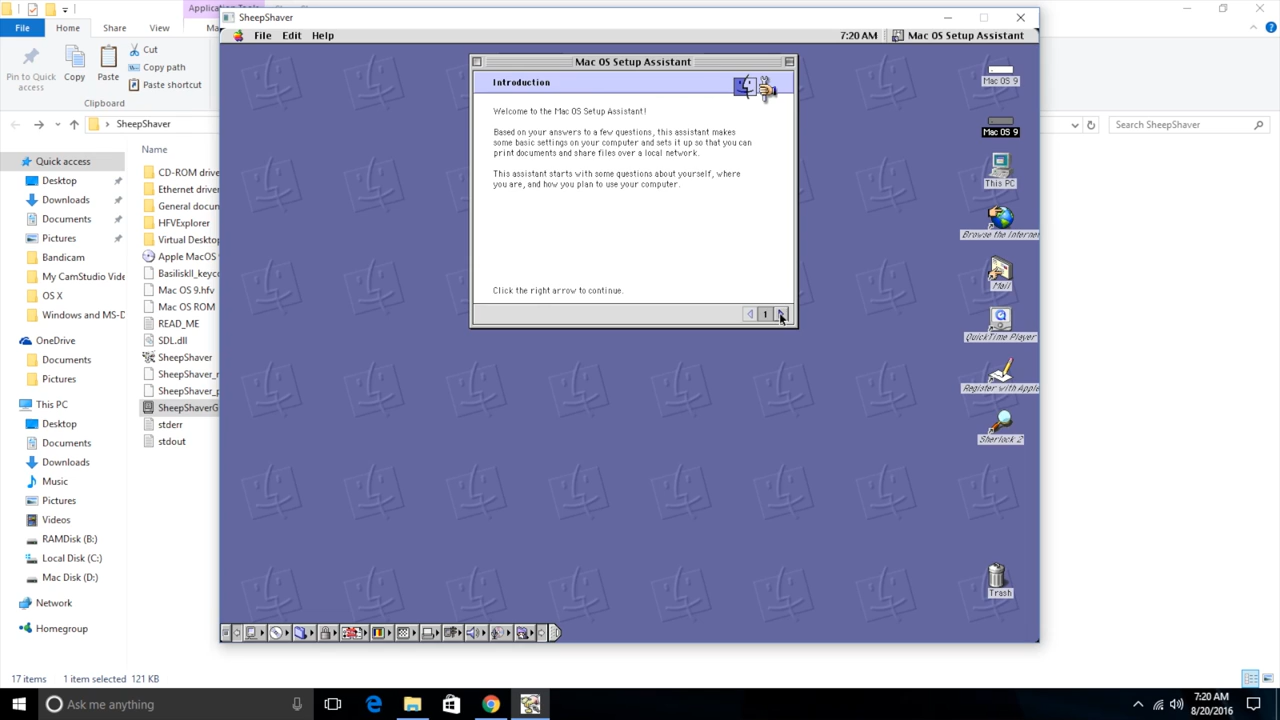 Application Tools
SheepShaver
File
Home
Share
View
Pin to Quick
access
Copy
Paste
Cut
Copy path
Paste shortcut
Clipboard
SheepShaver
Search SheepShaver
File Edit Help
7:20 AM
Mac OS Setup Assistant
Mac OS Setup Assistant
Introduction
Welcome to the Mac OS Setup Assistant!
Based on your answers to a few questions, this assistant makes
some basic settings on your computer and sets it up so that you can
print documents and share files over a local network.
This assistant starts with some questions about yourself, where
you are, and how you plan to use your computer.
Click the right arrow to continue.
1
Mac OS 9
Mac OS 9
This PC
Browse the Internet
Mail
QuickTime Player
Register with Apple
Sherlock 2
Trash
Quick access
Desktop
Downloads
Documents
Pictures
Bandicam
My CamStudio Vide
OS X
Windows and MS-D
OneDrive
Documents
Pictures
This PC
Desktop
Documents
Downloads
Music
Pictures
Videos
RAMDisk (B:)
Local Disk (C:)
Mac Disk (D:)
Network
Homegroup
Name
CD-ROM drive
Ethernet drive
General docum
HFVExplorer
Virtual Deskto
Apple MacOS
BasiliskII_keyco
Mac OS 9.hfv
Mac OS ROM
READ_ME
SDL.dll
SheepShaver
SheepShaver_n
SheepShaver_p
SheepShaverG
stderr
stdout
17 items
1 item selected 121 KB
Ask me anything
7:20 AM
8/20/2016